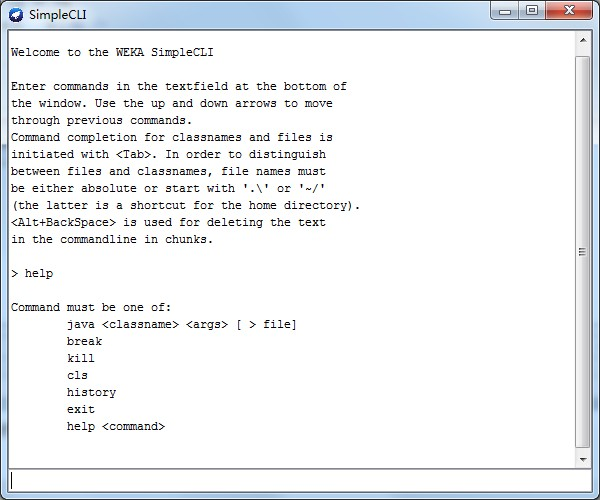 SimpleCLI
Welcome to the WEKA SimpleCLI
Enter commands in the textfield at the bottom of
the window. Use the up and down arrows to move
through previous commands.
Command completion for classnames and files is
initiated with <Tab>. In order to distinguish
between files and classnames, file names must
be either absolute or start with '.\' or '~/'
(the latter is a shortcut for the home directory).
<Alt+BackSpace> is used for deleting the text
in the commandline in chunks.
> help
Command must be one of:
java <classname> <args> [ > file]
break
kill
cls
history
exit
help <command>